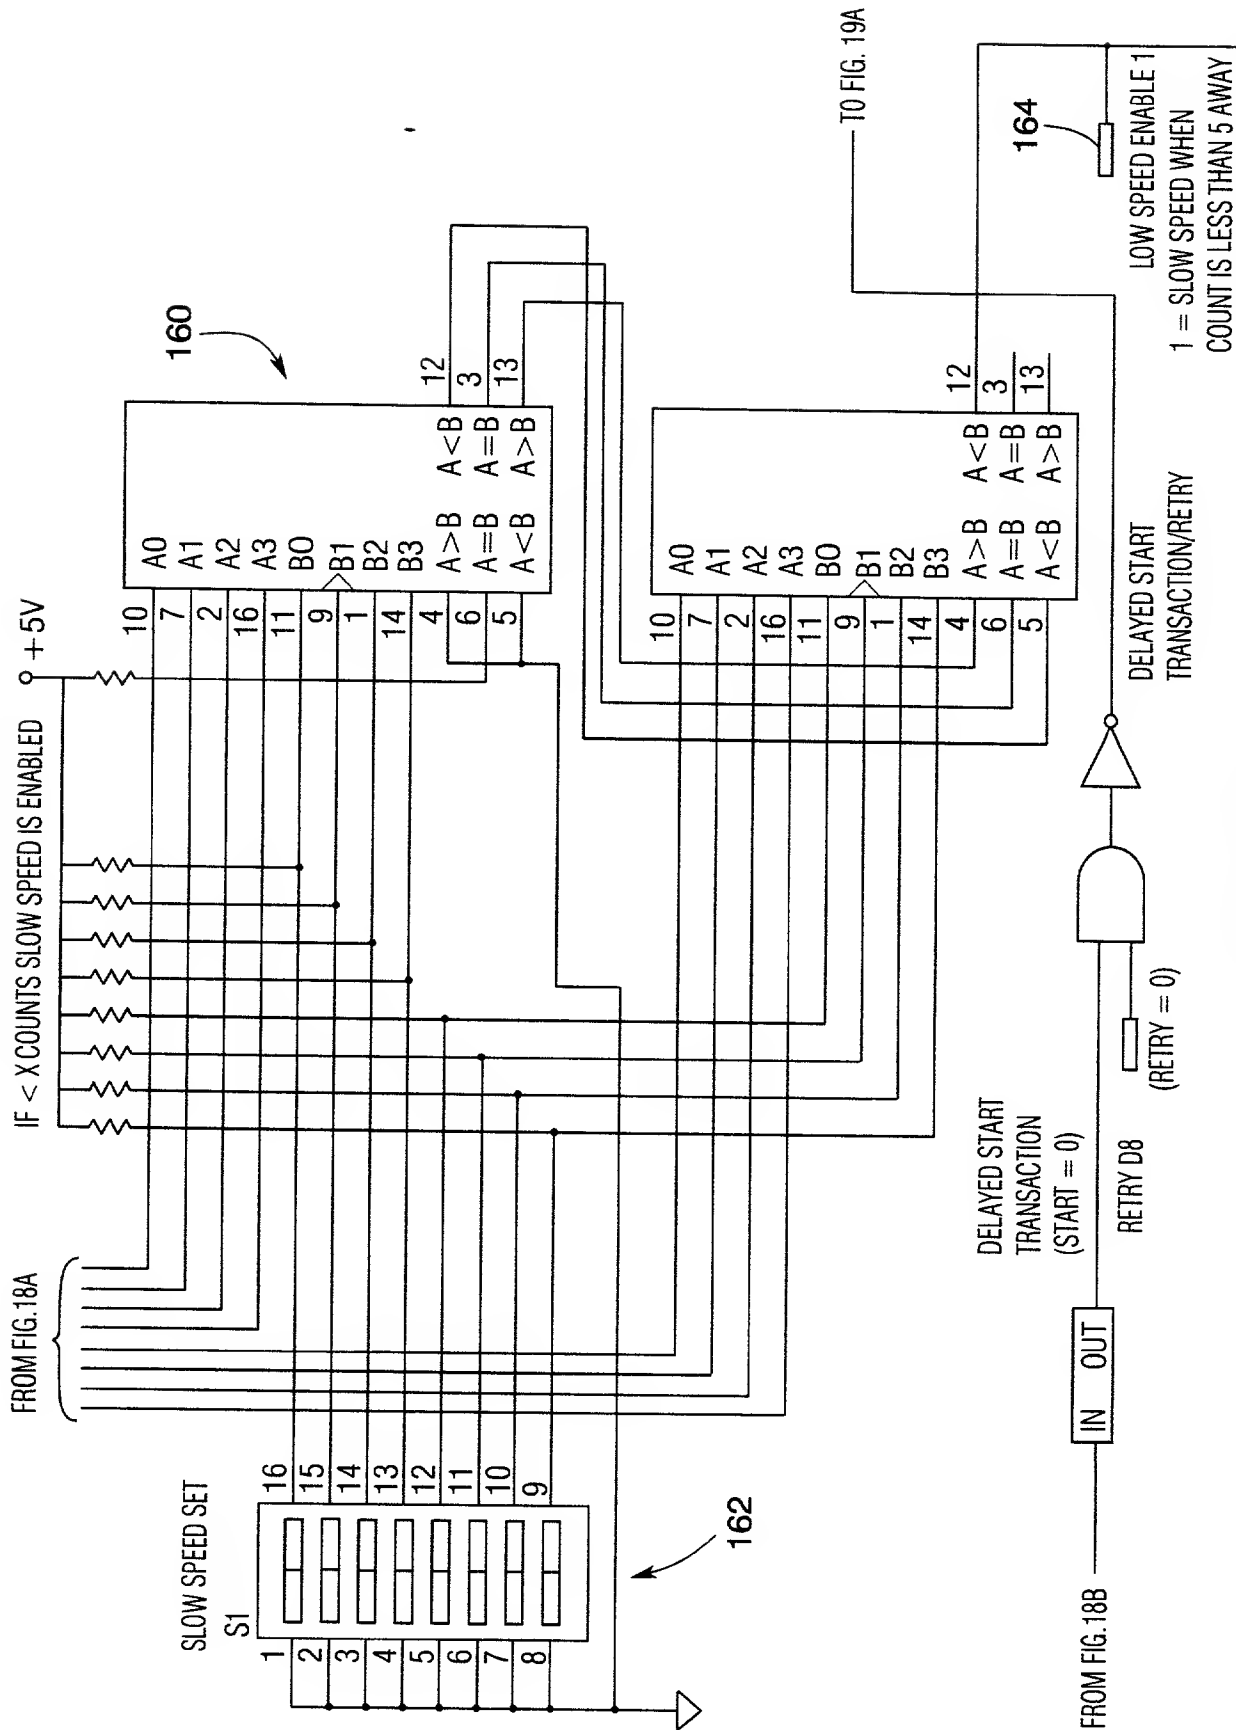 FROM FIG.18A
IF < X COUNTS SLOW SPEED IS ENABLED
+5V
160
10 A0
7 A1
2 A2
16 A3
11 B0
9 B1
1 B2
14 B3
4 A>B A<B 12
6 A=B A=B 3
5 A<B A>B 13
SLOW SPEED SET
S1
1 16
2 15
3 14
4 13
5 12
6 11
7 10
8 9
162
10 A0
7 A1
2 A2
16 A3
11 B0
9 B1
1 B2
14 B3
4 A>B A<B 12
6 A=B A=B 3
5 A<B A>B 13
TO FIG. 19A
164
LOW SPEED ENABLE 1
1 = SLOW SPEED WHEN
COUNT IS LESS THAN 5 AWAY
FROM FIG.18B
IN OUT
DELAYED START
TRANSACTION
(START = 0)
RETRY D8
(RETRY = 0)
DELAYED START
TRANSACTION/RETRY